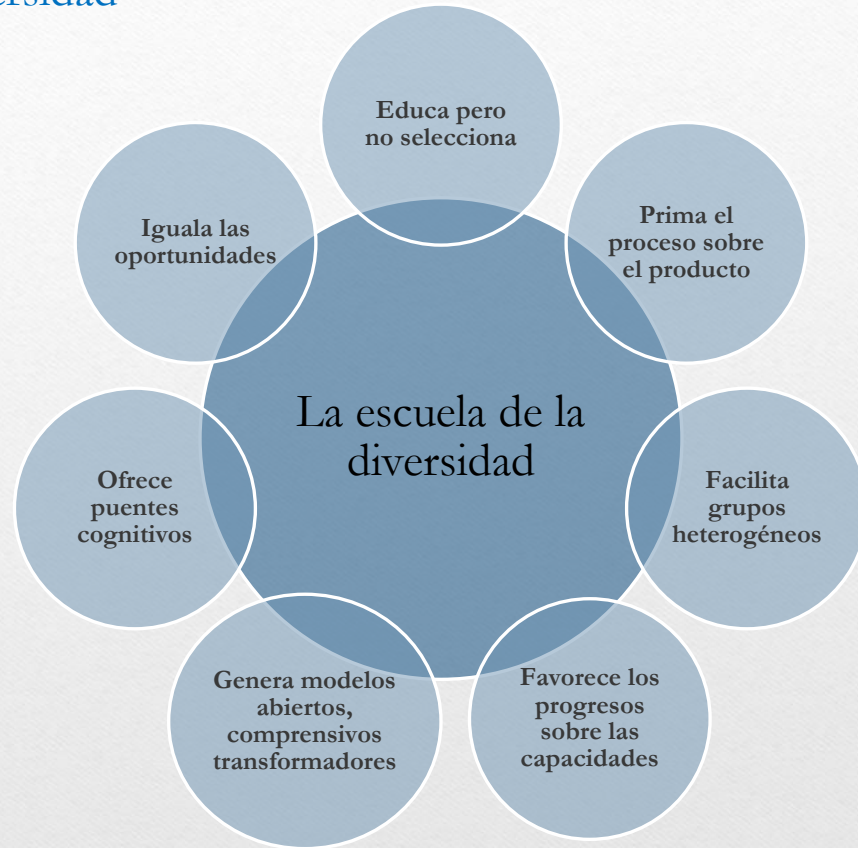 Educa pero
no selecciona
Prima el
proceso sobre
el producto
Facilita
grupos
heterogéneos
Favorece los
progresos
sobre las
capacidades
Genera modelos
abiertos,
comprensivos
transformadores
Ofrece
puentes
cognitivos
Iguala las
oportunidades
La escuela de la
diversidad